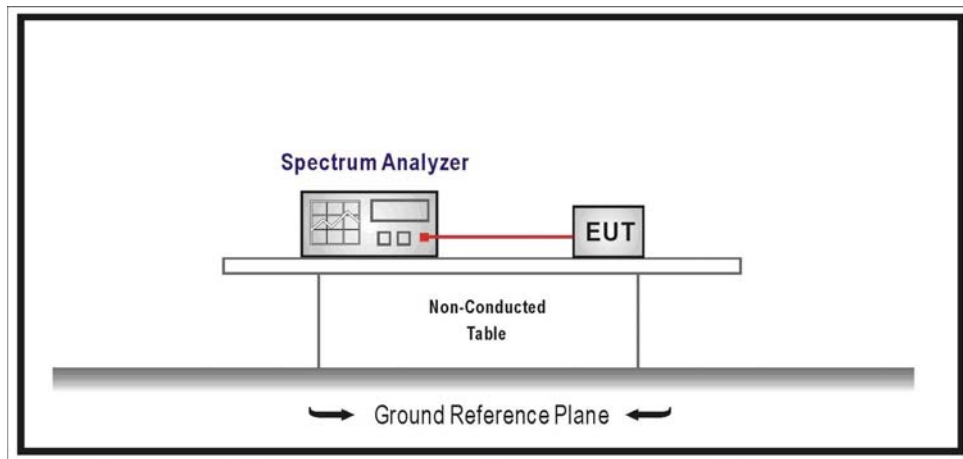 Spectrum Analyzer
EUT
Non-Conducted
Table
Ground Reference Plane